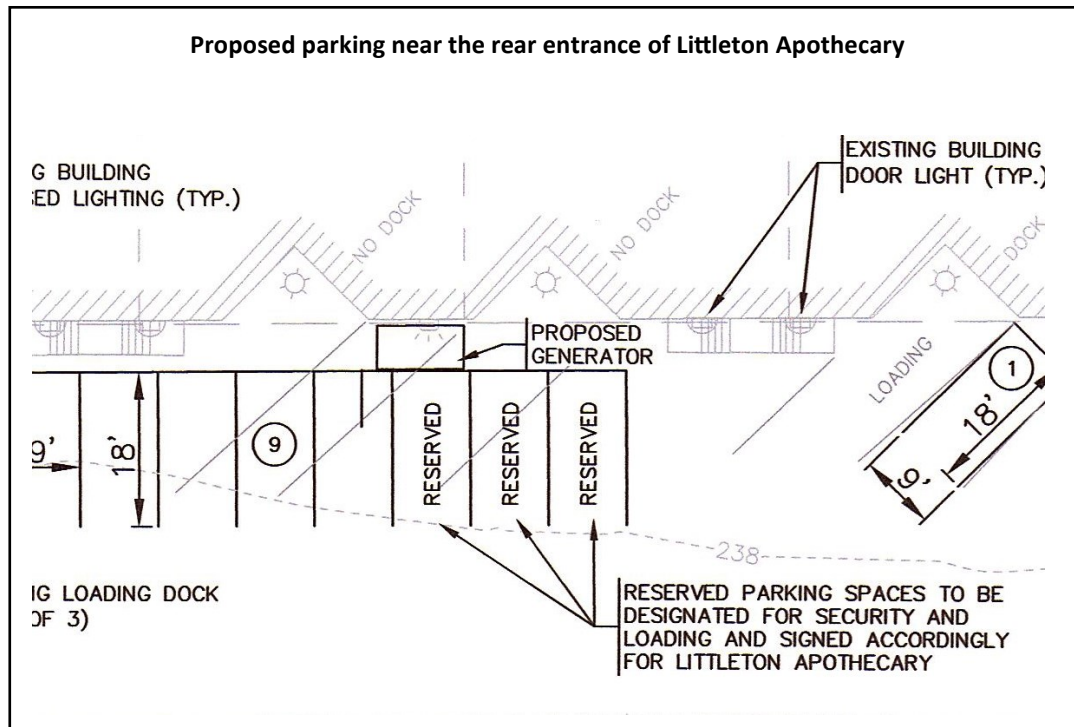 Proposed parking near the rear entrance of Littleton Apothecary
G BUILDING
SED LIGHTING (TYP.)
NO DOCK
NO DOCK
EXISTING BUILDING
DOOR LIGHT (TYP.)
DOCK
PROPOSED
GENERATOR
LOADING
1
18'
9'
9'
18'
9
RESERVED
RESERVED
RESERVED
238
NG LOADING DOCK
OF 3)
RESERVED PARKING SPACES TO BE
DESIGNATED FOR SECURITY AND
LOADING AND SIGNED ACCORDINGLY
FOR LITTLETON APOTHECARY